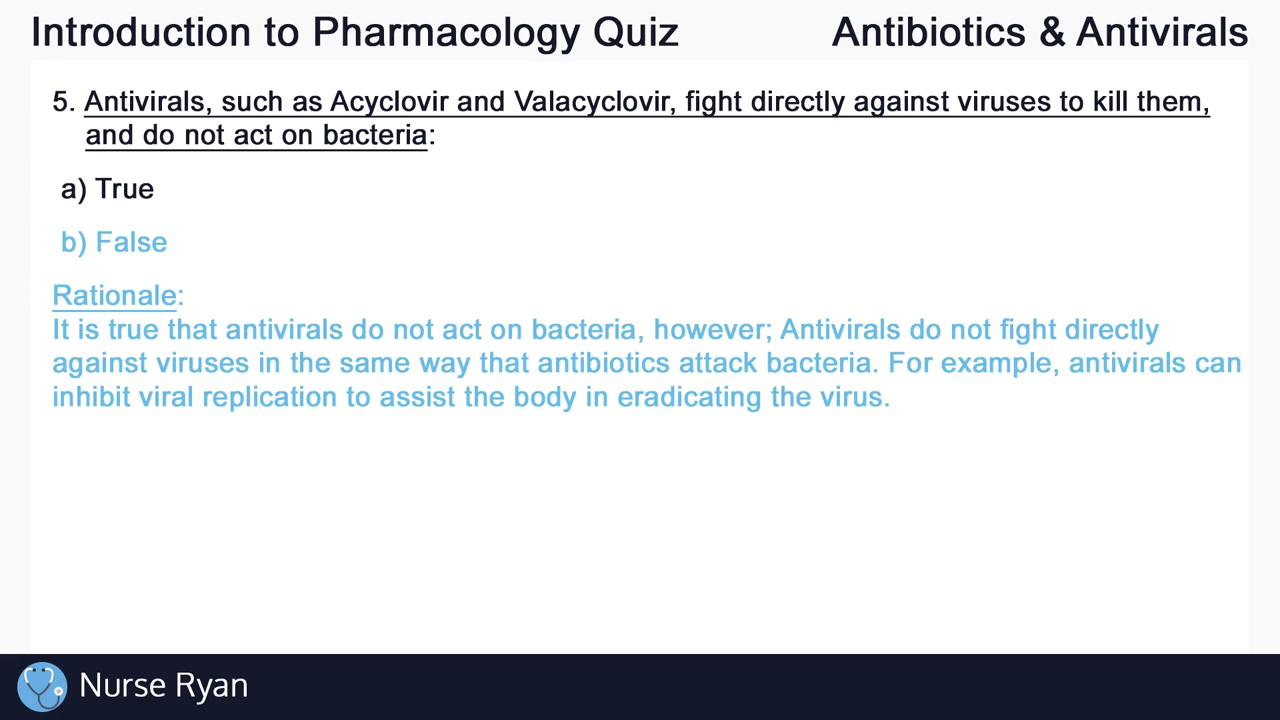 Introduction to Pharmacology Quiz
Antibiotics & Antivirals
5. Antivirals, such as Acyclovir and Valacyclovir, fight directly against viruses to kill them,
and do not act on bacteria:
a) True
b) False
Rationale:
It is true that antivirals do not act on bacteria, however; Antivirals do not fight directly
against viruses in the same way that antibiotics attack bacteria. For example, antivirals can
inhibit viral replication to assist the body in eradicating the virus.
Nurse Ryan